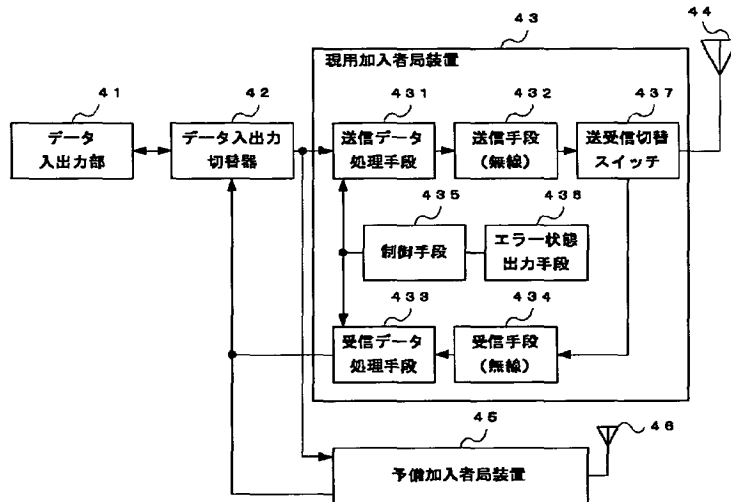 43
44
現用加入者局装置
41
42
431
432
437
データ
入出力部
データ入出力
切替器
送信データ
処理手段
送信手段
(無線)
送受信切替
スイッチ
435
436
制御手段
エラー状態
出力手段
433
434
受信データ
処理手段
受信手段
(無線)
45
46
予備加入者局装置